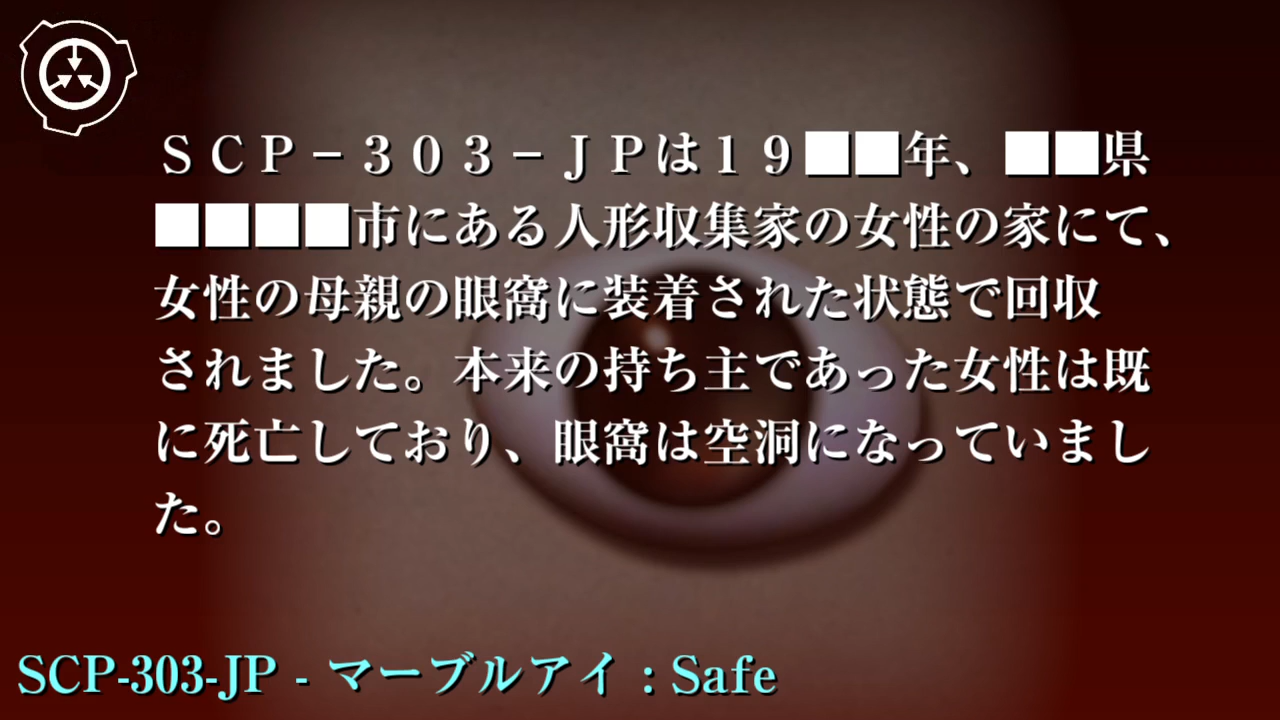 ＳＣＰ－３０３－ＪＰは１９██年、██県
████市にある人形収集家の女性の家にて、
女性の母親の眼窩に装着された状態で回収
されました。本来の持ち主であった女性は既
に死亡しており、眼窩は空洞になっていまし
た。
SCP-303-JP - マーブルアイ : Safe